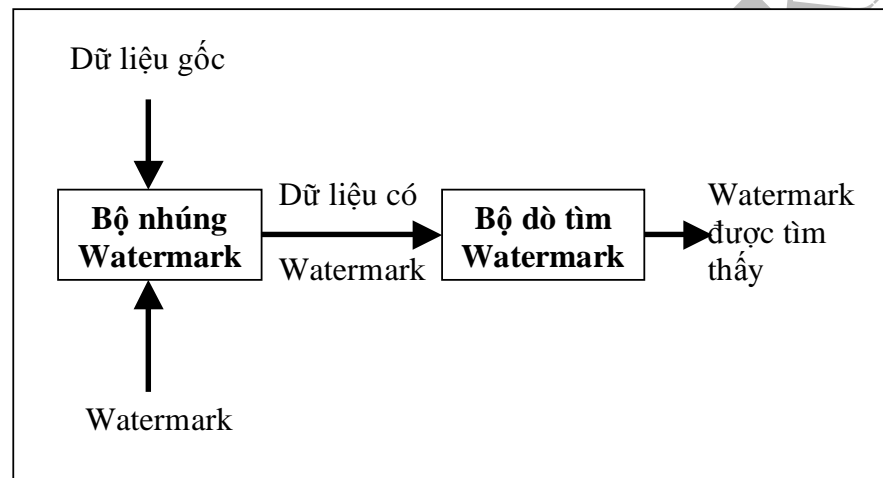 Dữ liệu gốc
Bộ nhúng
Watermark
Dữ liệu có
Watermark
Bộ dò tìm
Watermark
Watermark
được tìm
thấy
Watermark